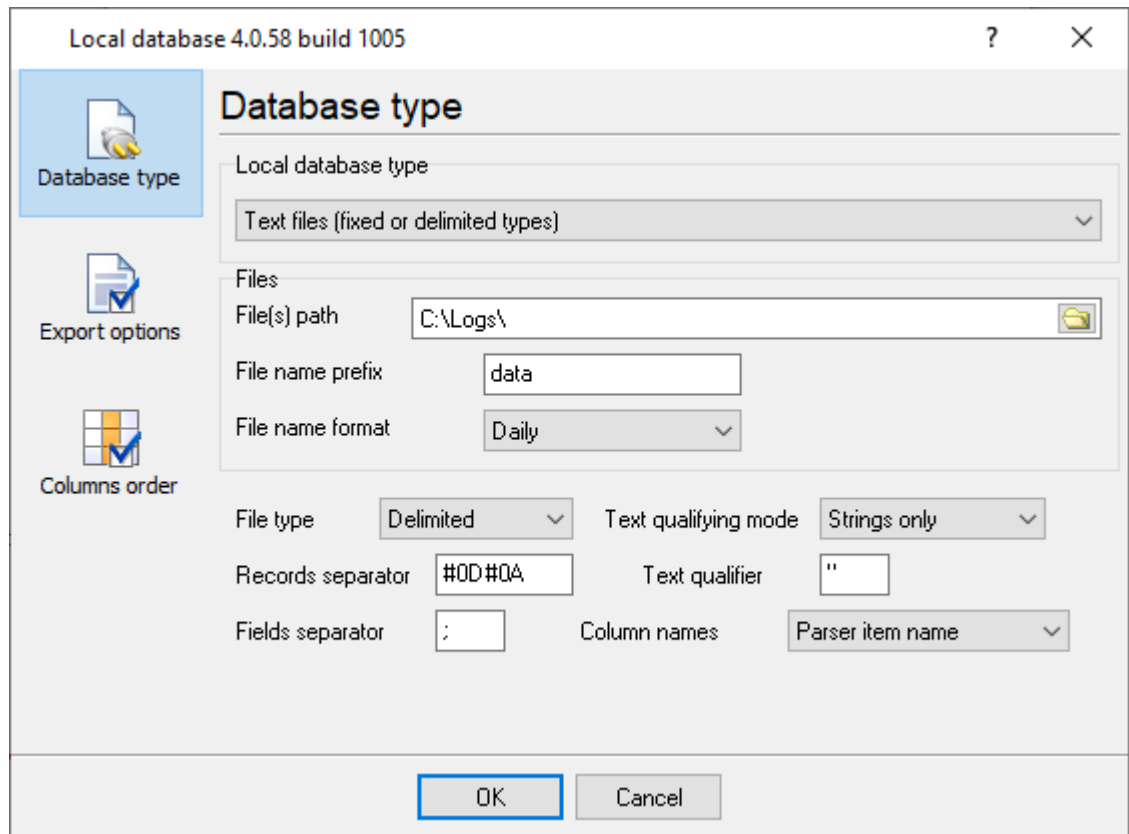 Local database 4.0.58 build 1005 ?
Database type
Database type
Local database type
Text files (fixed or delimited types)
Files
File(s) path C:\Logs\
Export options
File name prefix data
File name format Daily
Columns order
File type Delimited Text qualifying mode Strings only
Records separator #0D#0A Text qualifier "
Fields separator ; Column names Parser item name
OK Cancel